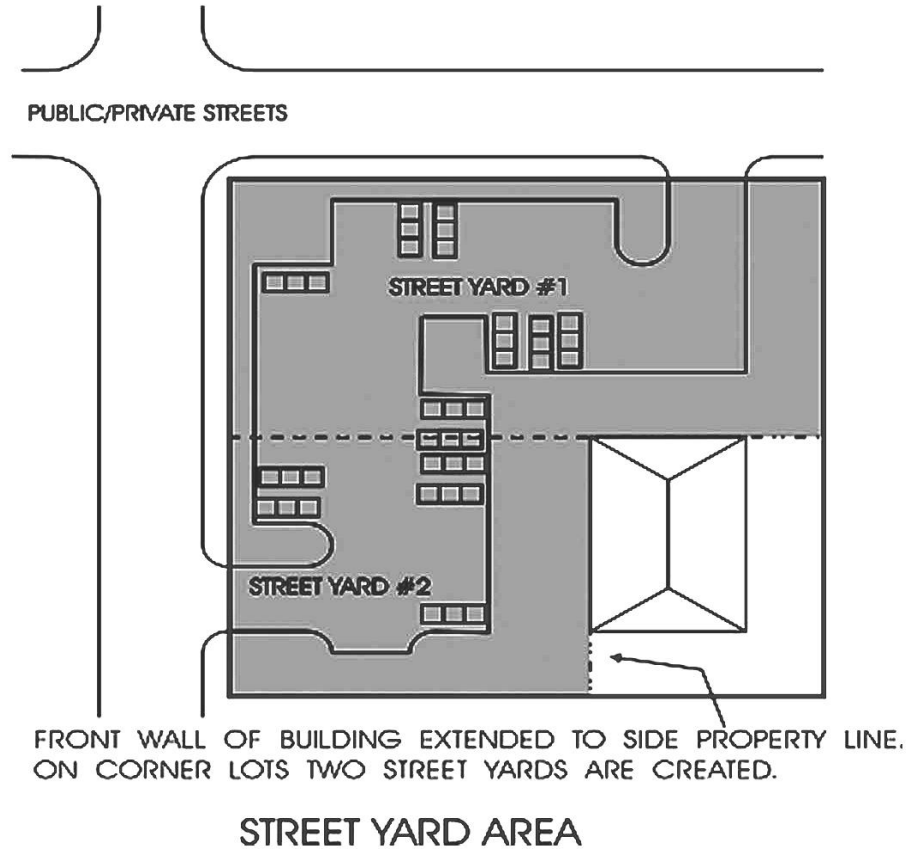 PUBLIC/PRIVATE STREETS
STREET YARD #1
STREET YARD #2
FRONT WALL OF BUILDING EXTENDED TO SIDE PROPERTY LINE.
ON CORNER LOTS TWO STREET YARDS ARE CREATED.
STREET YARD AREA